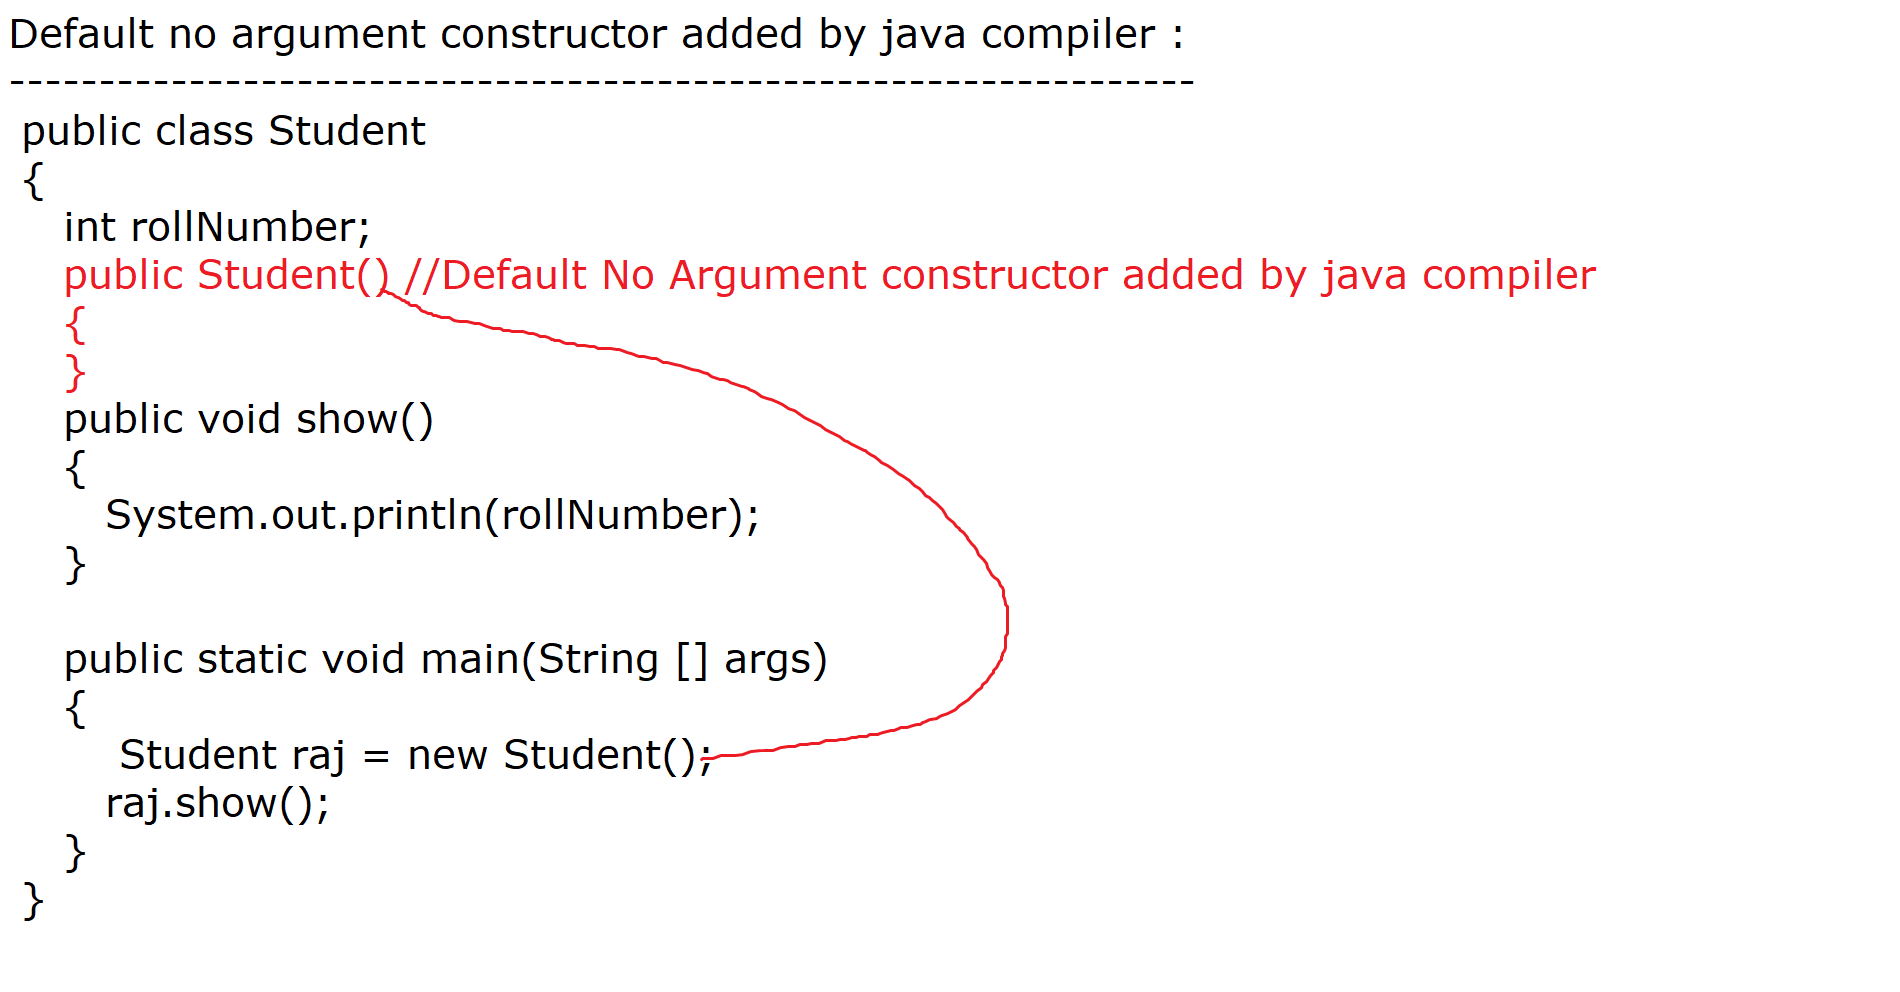 Default no argument constructor added by java compiler :
------------------------------------------------------------------
public class Student
{
int rollNumber;
public Student() //Default No Argument constructor added by java compiler
{
}
public void show()
{
System.out.println(rollNumber);
}
public static void main(String [] args)
{
Student raj = new Student();
raj.show();
}
}